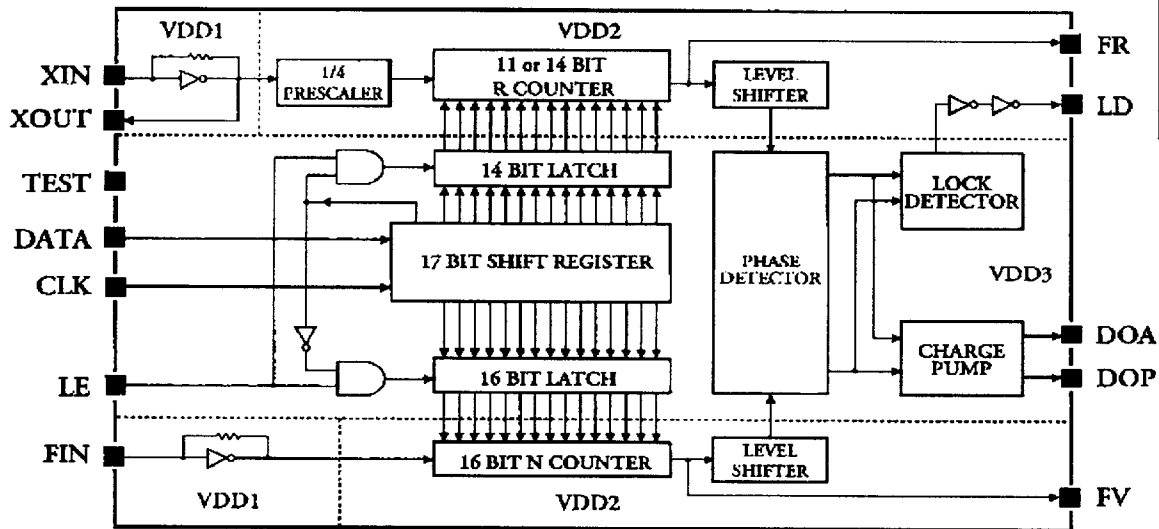 VDD1
VDD2
FR
XIN
1/4
PRESCALER
11 or 14 BIT
R COUNTER
LEVEL
SHIFTER
LD
XOUT
TEST
14 BIT LATCH
LOCK
DETECTOR
DATA
17 BIT SHIFT REGISTER
PHASE
DETECTOR
VDD3
CLK
CHARGE
PUMP
DOA
DOP
LE
16 BIT LATCH
FIN
16 BIT N COUNTER
LEVEL
SHIFTER
VDD1
VDD2
FV